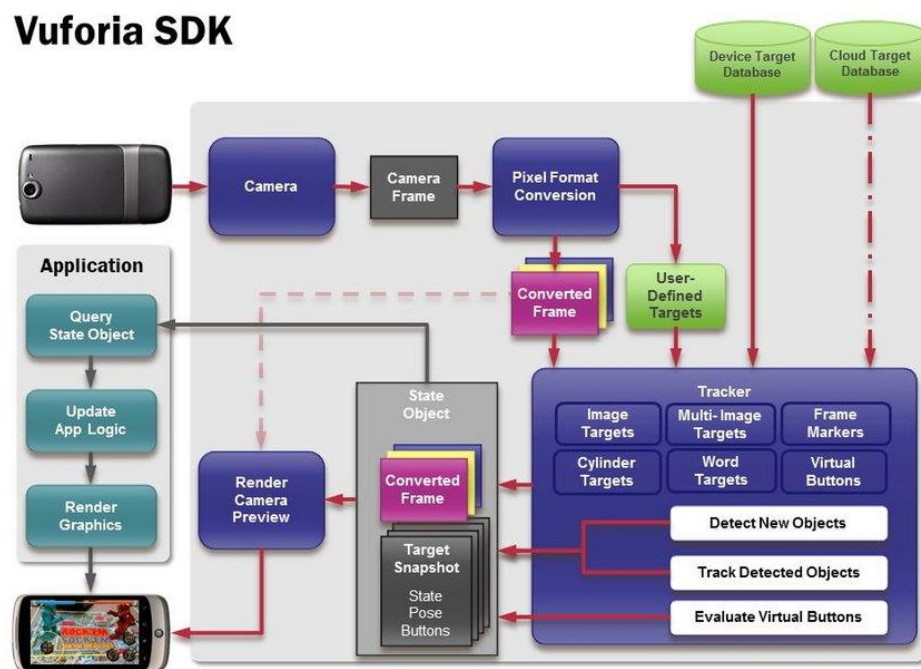 Vuforia SDK
Device Target
Database
Cloud Target
Database
Camera
Camera
Frame
Pixel Format
Conversion
Application
Query
State Object
Update
App Logic
Render
Graphics
Converted
Frame
User-
Defined
Targets
State
Object
Converted
Frame
Target
Snapshot
State
Pose
Buttons
Render
Camera
Preview
Tracker
Image
Targets
Multi-Image
Targets
Frame
Markers
Cylinder
Targets
Word
Targets
Virtual
Buttons
Detect New Objects
Track Detected Objects
Evaluate Virtual Buttons